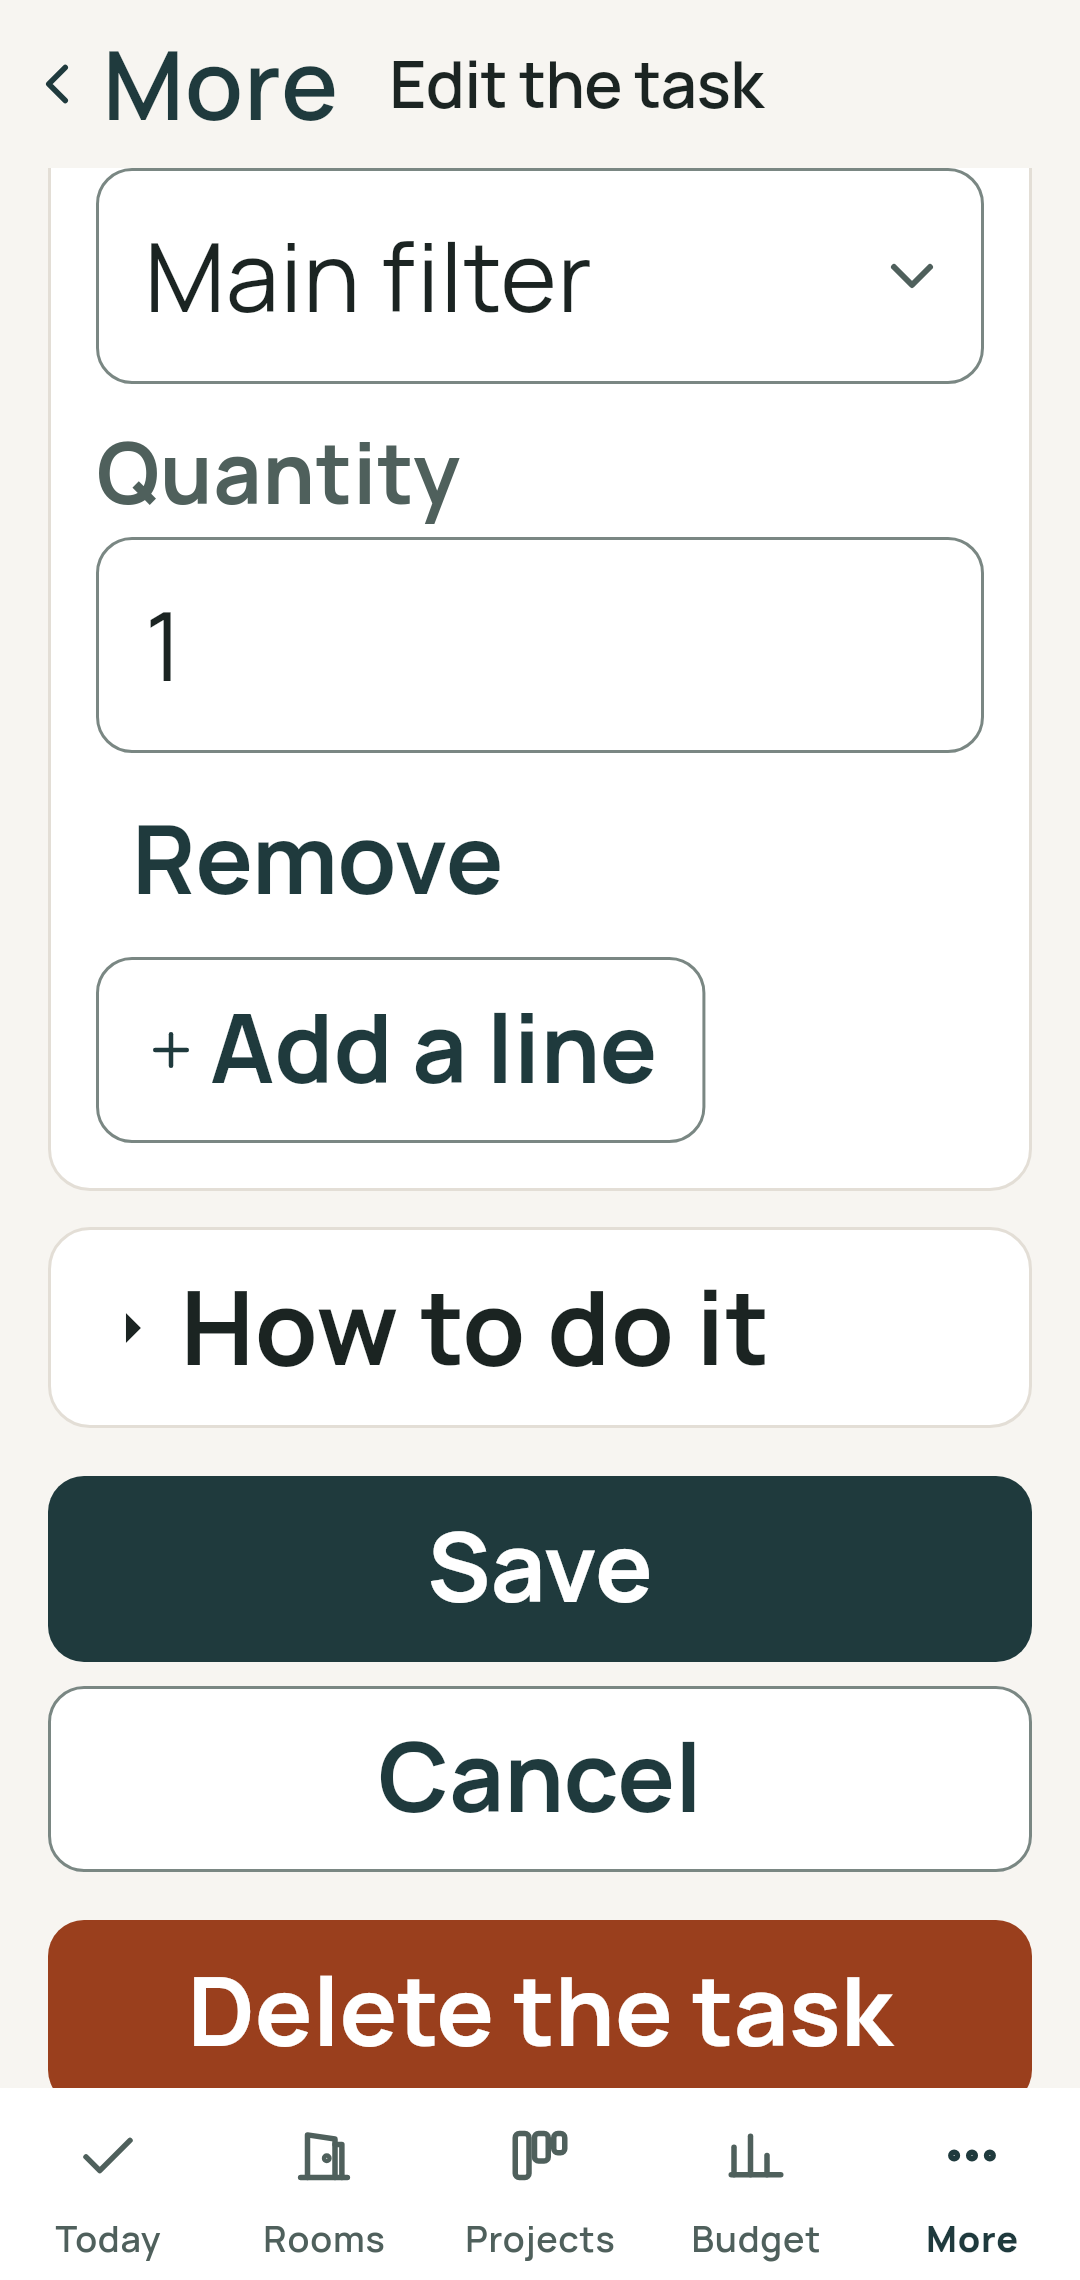 More Edit the task
Main filter
Quantity
1
Remove
+ Add a line
How to do it
Save
Cancel
Delete the task
Today Rooms Projects Budget More